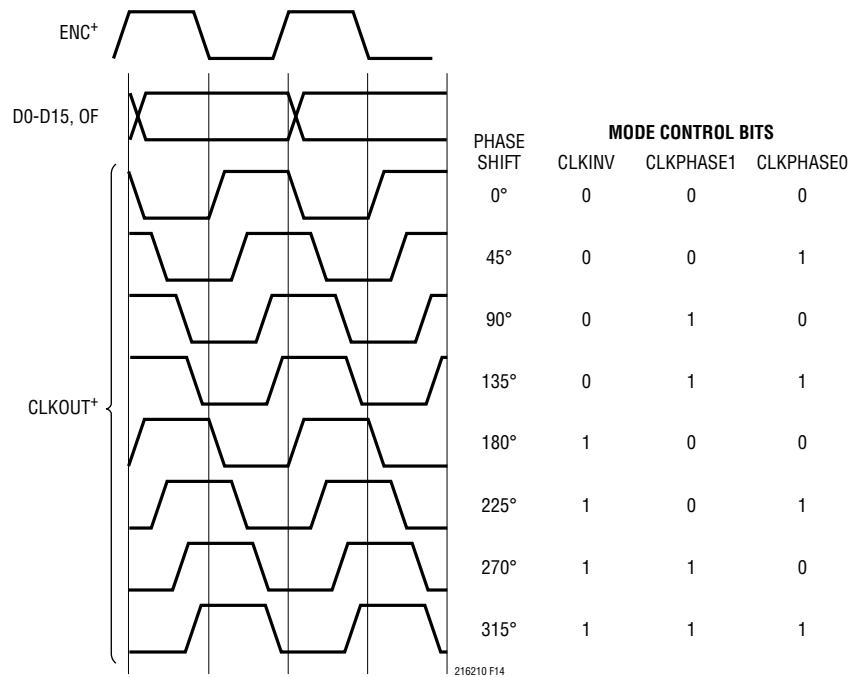 ENC+
D0-D15, OF
CLKOUT+
MODE CONTROL BITS
PHASE SHIFT CLKINV CLKPHASE1 CLKPHASE0
0° 0 0 0
45° 0 0 1
90° 0 1 0
135° 0 1 1
180° 1 0 0
225° 1 0 1
270° 1 1 0
315° 1 1 1
216210 F14